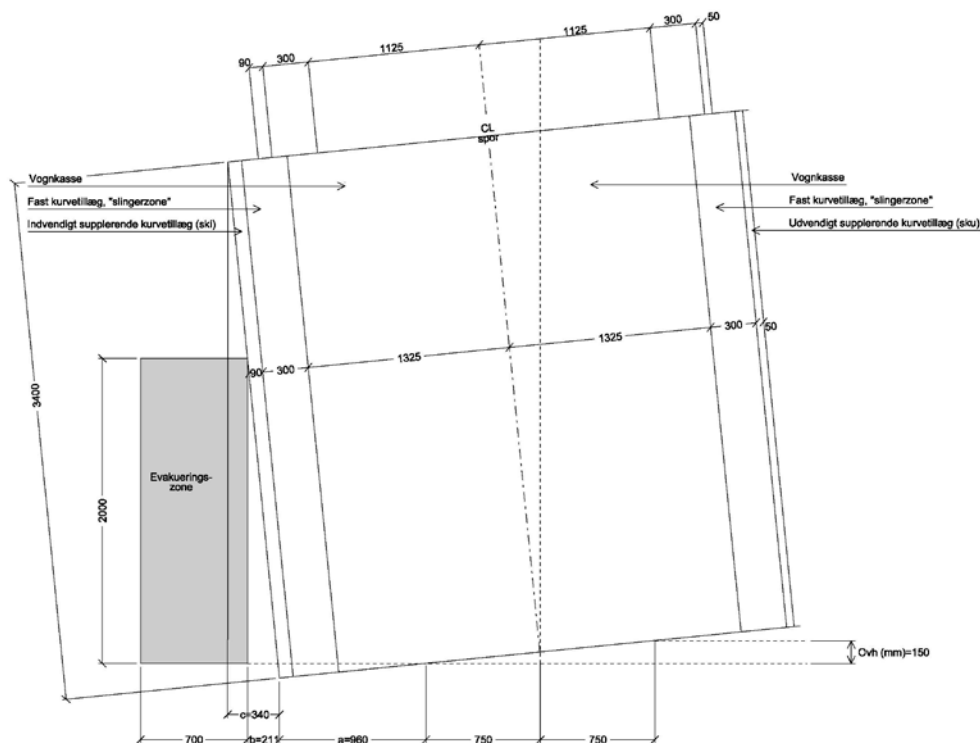 50
300
1125
1125
300
90
CL
spor
Vognkasse
Fast kurvetillæg, "slingerzone"
Indvendigt supplerende kurvetillæg (ski)
Vognkasse
Fast kurvetillæg, "slingerzone"
Udvendigt supplerende kurvetillæg (sku)
1325
1325
300
50
90
300
3400
2000
Evakuerings-
zone
Ovh (mm)=150
c=340
700
b=211
a=960
750
750